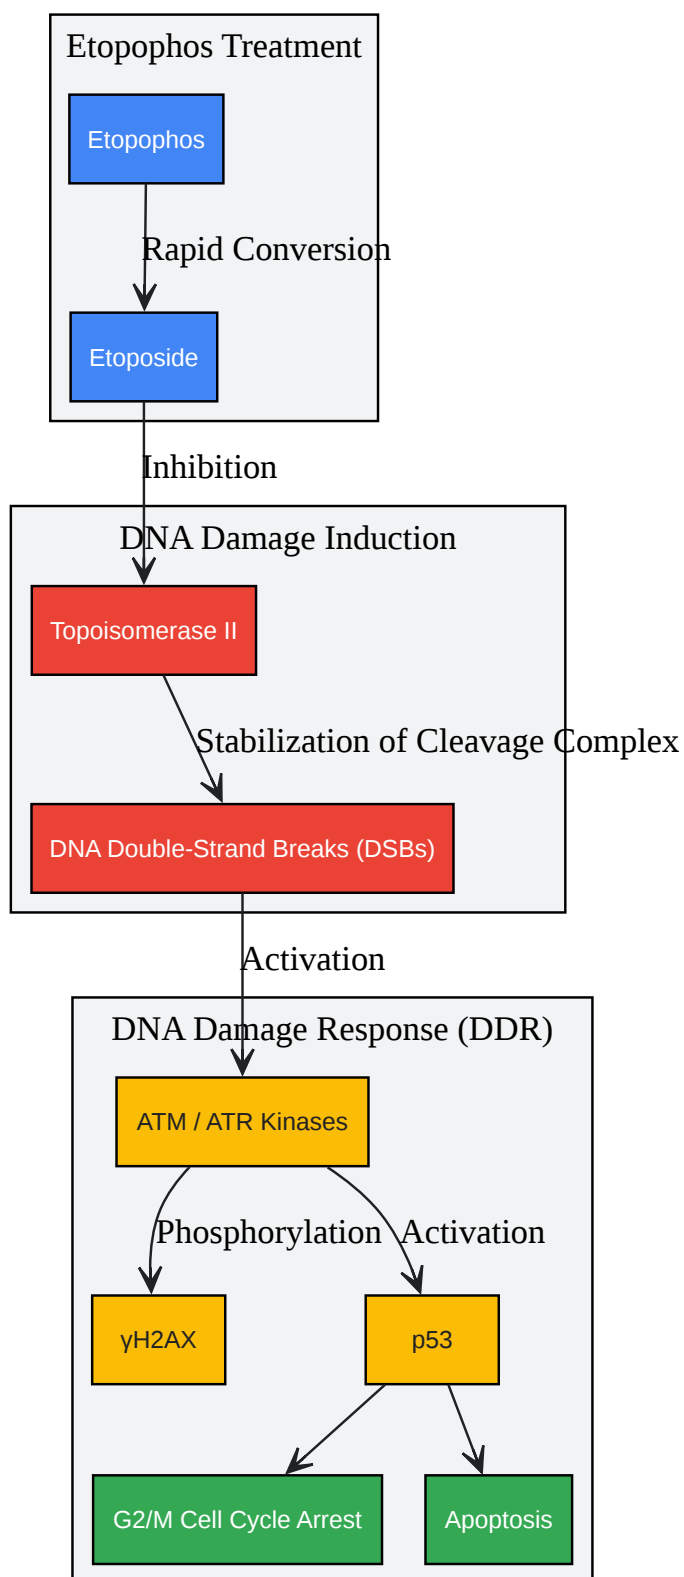 Etopophos Treatment
Etopophos
Rapid Conversion
Etoposide
Inhibition
DNA Damage Induction
Topoisomerase II
Stabilization of Cleavage Complex
DNA Double-Strand Breaks (DSBs)
Activation
DNA Damage Response (DDR)
ATM / ATR Kinases
Phosphorylation
Activation
γH2AX
p53
G2/M Cell Cycle Arrest
Apoptosis